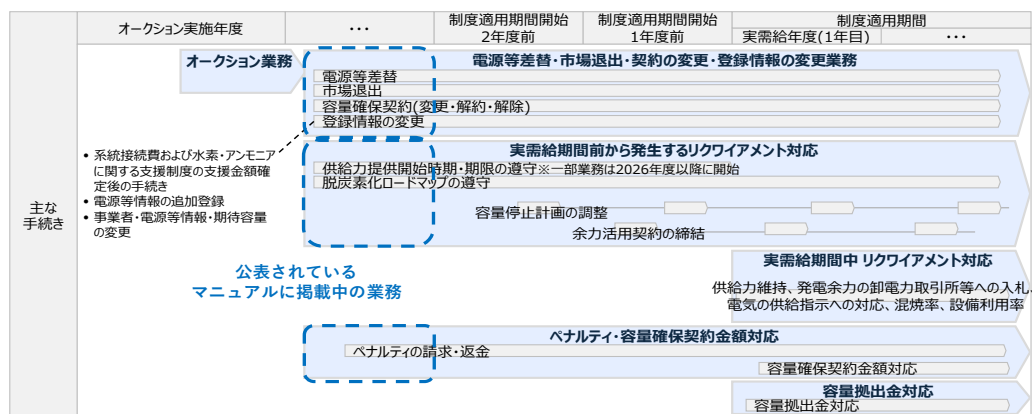 オークション実施年度
・・・
制度適用期間開始
2年度前
制度適用期間開始
1年度前
制度適用期間
実需給年度(1年目)
・・・
主な
手続き
オークション業務
電源等差替・市場退出・契約の変更・登録情報の変更業務
電源等差替
市場退出
容量確保契約(変更・解約・解除)
登録情報の変更
• 系統接続費および水素・アンモニア
に関する支援制度の支援金額確
定後の手続き
• 電源等情報の追加登録
• 事業者・電源等情報・期待容量
の変更
実需給期間前から発生するリクワイアメント対応
供給力提供開始時期・期限の遵守※一部業務は2026年度以降に開始
脱炭素化ロードマップの遵守
容量停止計画の調整
余力活用契約の締結
公表されている
マニュアルに掲載中の業務
実需給期間中 リクワイアメント対応
供給力維持、発電余力の卸電力取引所等への入札、
電気の供給指示への対応、混焼率、設備利用率
ペナルティ・容量確保契約金額対応
ペナルティの請求・返金
容量確保契約金額対応
容量拠出金対応
容量拠出金対応